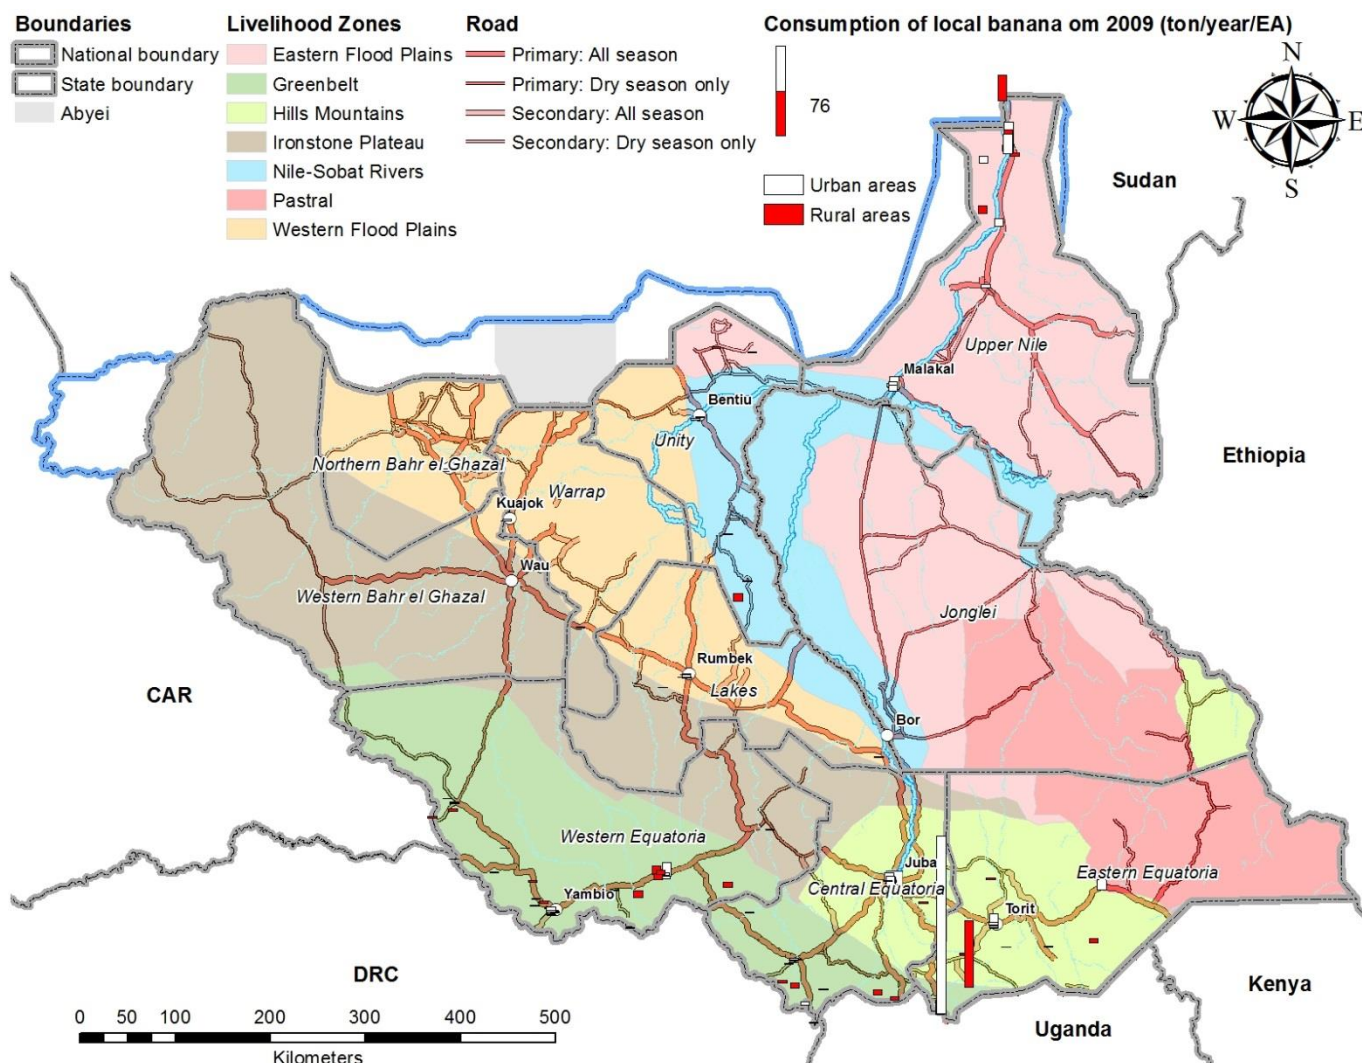 Boundaries
National boundary
State boundary
Abyei
Livelihood Zones
Eastern Flood Plains
Greenbelt
Hills Mountains
Ironstone Plateau
Nile-Sobat Rivers
Pastral
Western Flood Plains
Road
Primary: All season
Primary: Dry season only
Secondary: All season
Secondary: Dry season only
Consumption of local banana om 2009 (ton/year/EA)
76
Urban areas
Rural areas
N
W
E
S
Sudan
Upper Nile
Malakal
Bentiu
Unity
Ethiopia
Northern Bahr el Ghazal
Warrap
Kuajok
Wau
Western Bahr el Ghazal
Jonglei
Rumbek
Lakes
CAR
Bor
Western Equatoria
Juba
Central Equatoria
Eastern Equatoria
Yambio
Torit
DRC
Kenya
Uganda
0 50 100 200 300 400 500
Kilometers